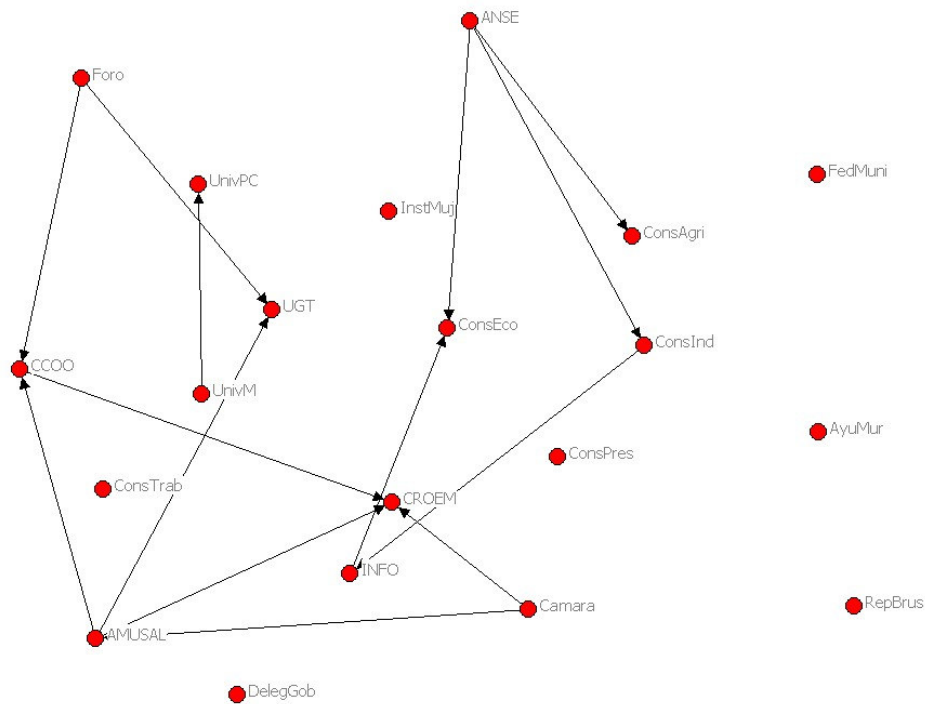 ANSE
Foro
FedMuni
UnivPC
InstMuj
ConsAgri
UGT
ConsEco
ConsInd
CCOO
UnivM
AyuMur
ConsPres
ConsTrab
CROEM
INFO
Camara
RepBrus
AMUSAL
DelegGob